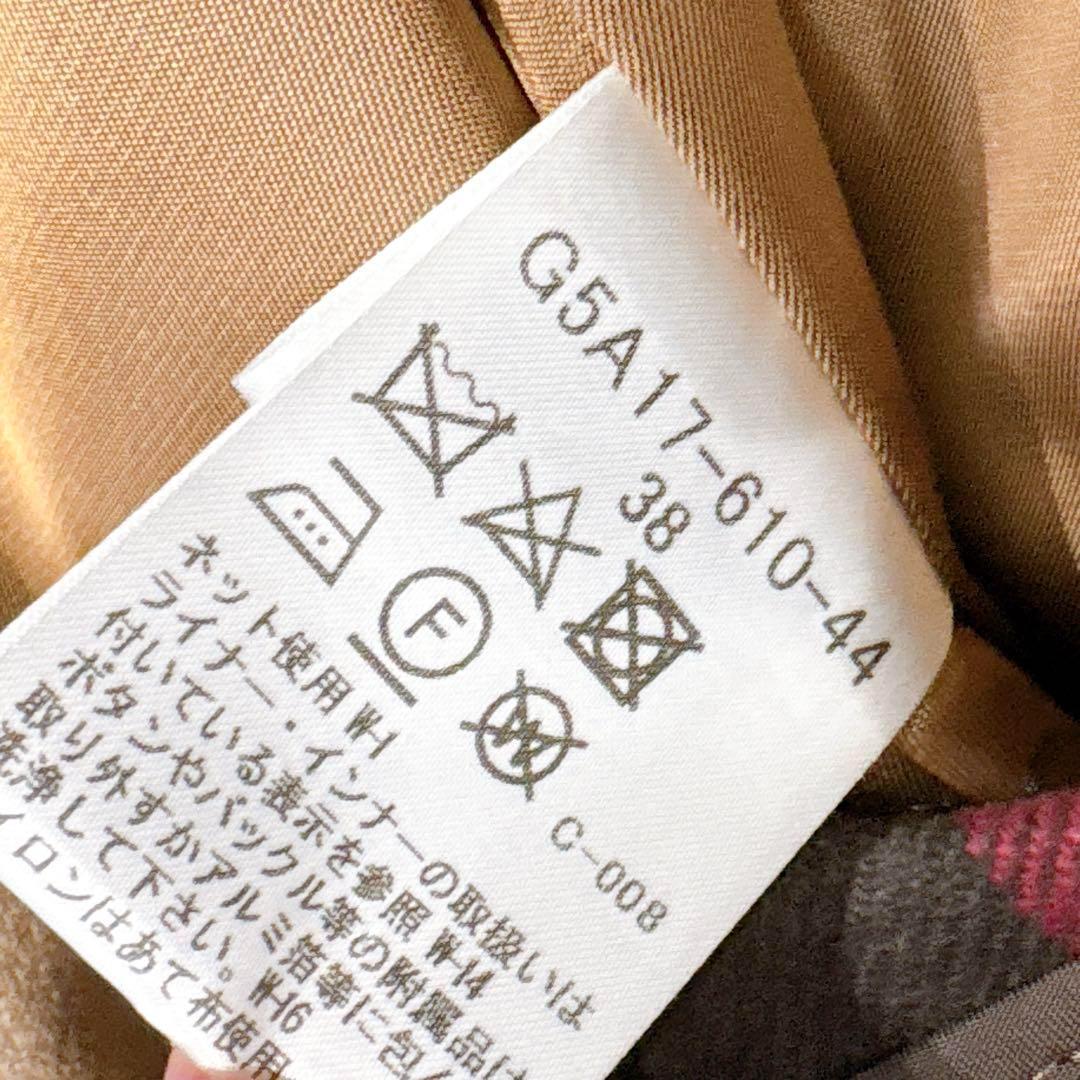 G5A17-610-44
38
F
W
C-008
ネット使用 W-1
ライナー・インナーの取扱いは
付いている表示を参照 W-14
ボタンやバックル等の附属品は
取り外すかアルミ箔等に包
洗浄して下さい。 W-16
イロンはあて布使用